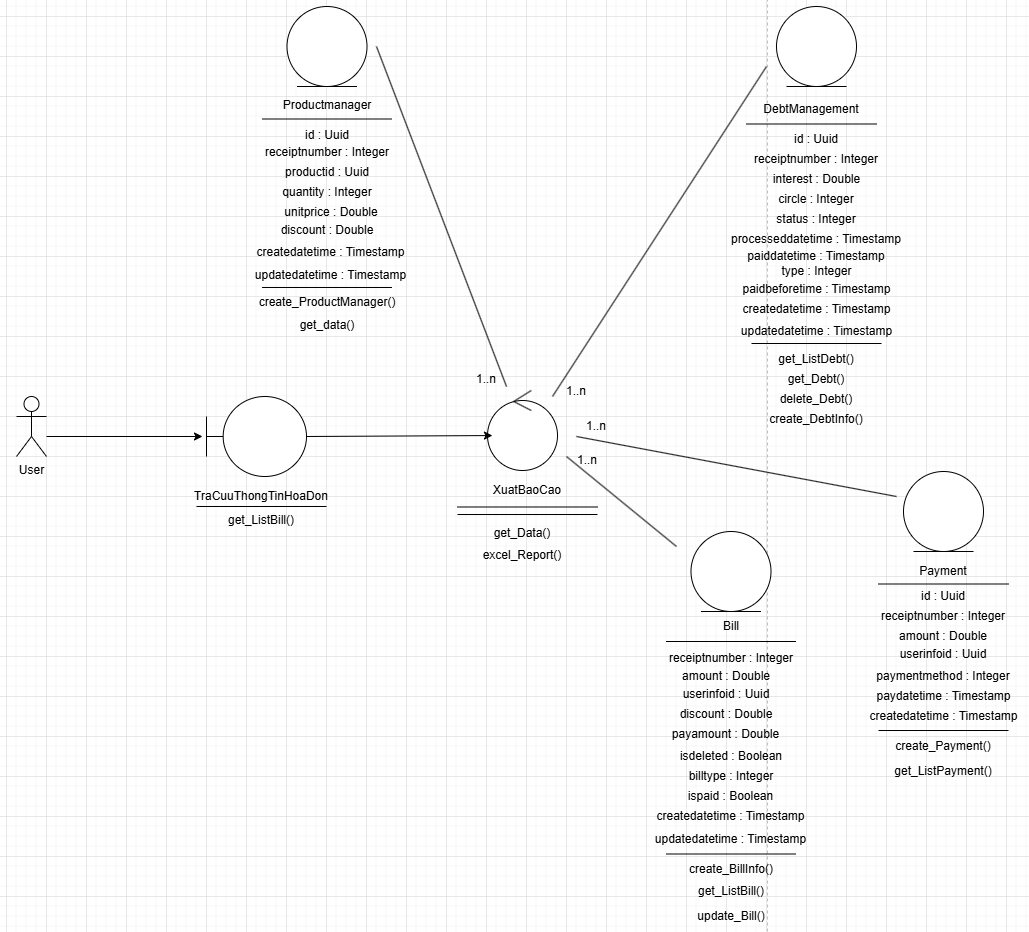 Productmanager
id : Uuid
receiptnumber : Integer
productid : Uuid
quantity : Integer
unitprice : Double
discount : Double
createdatetime : Timestamp
updatedatetime : Timestamp
create_ProductManager()
get_data()
DebtManagement
id : Uuid
receiptnumber : Integer
interest : Double
circle : Integer
status : Integer
processeddatetime : Timestamp
paiddatetime : Timestamp
type : Integer
paidbeforetime : Timestamp
createdatetime : Timestamp
updatedatetime : Timestamp
get_ListDebt()
get_Debt()
delete_Debt()
create_DebtInfo()
1..n
1..n
1..n
1..n
User
TraCuuThongTinHoaDon
get_ListBill()
XuatBaoCao
get_Data()
excel_Report()
Payment
id : Uuid
receiptnumber : Integer
amount : Double
userinfoid : Uuid
paymentmethod : Integer
paydatetime : Timestamp
createdatetime : Timestamp
create_Payment()
get_ListPayment()
Bill
receiptnumber : Integer
amount : Double
userinfoid : Uuid
discount : Double
payamount : Double
isdeleted : Boolean
billtype : Integer
ispaid : Boolean
createdatetime : Timestamp
updatedatetime : Timestamp
create_BillInfo()
get_ListBill()
update_Bill()